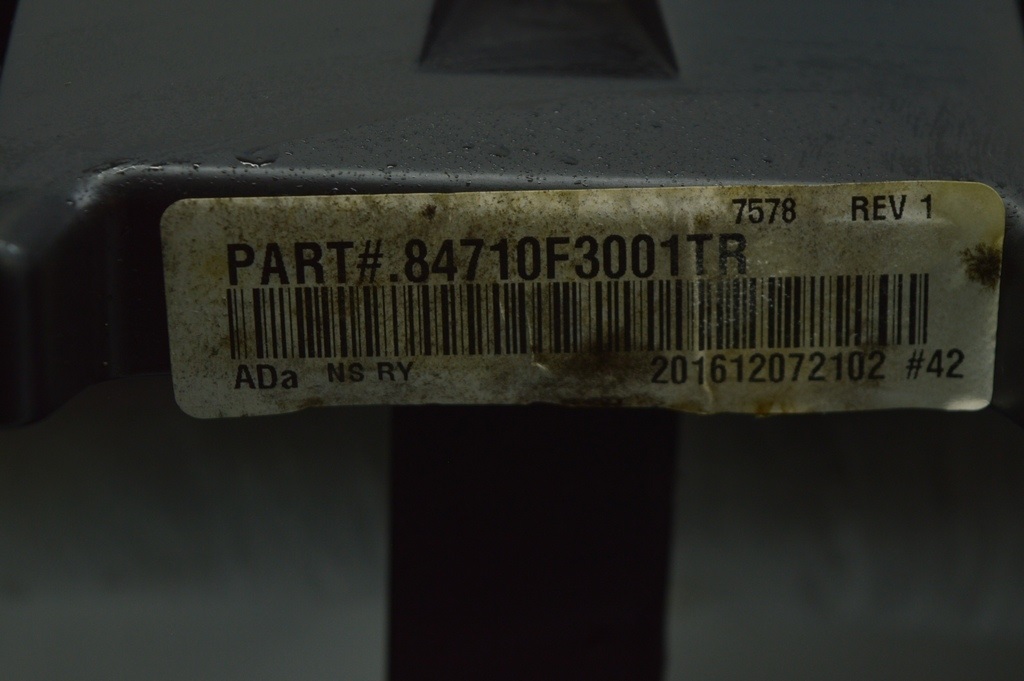 7578 REV 1
PART#.84710F3001TR
ADa NS RY 201612072102 #42